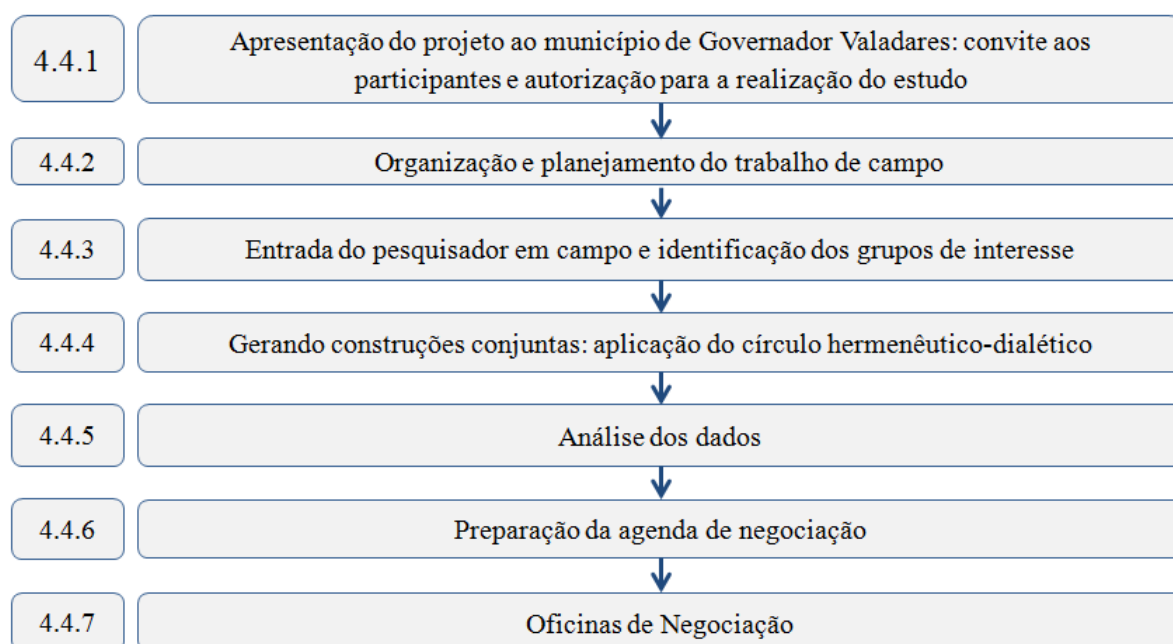 4.4.1
Apresentação do projeto ao município de Governador Valadares: convite aos
participantes e autorização para a realização do estudo
4.4.2
Organização e planejamento do trabalho de campo
4.4.3
Entrada do pesquisador em campo e identificação dos grupos de interesse
4.4.4
Gerando construções conjuntas: aplicação do círculo hermenêutico-dialético
4.4.5
Análise dos dados
4.4.6
Preparação da agenda de negociação
4.4.7
Oficinas de Negociação